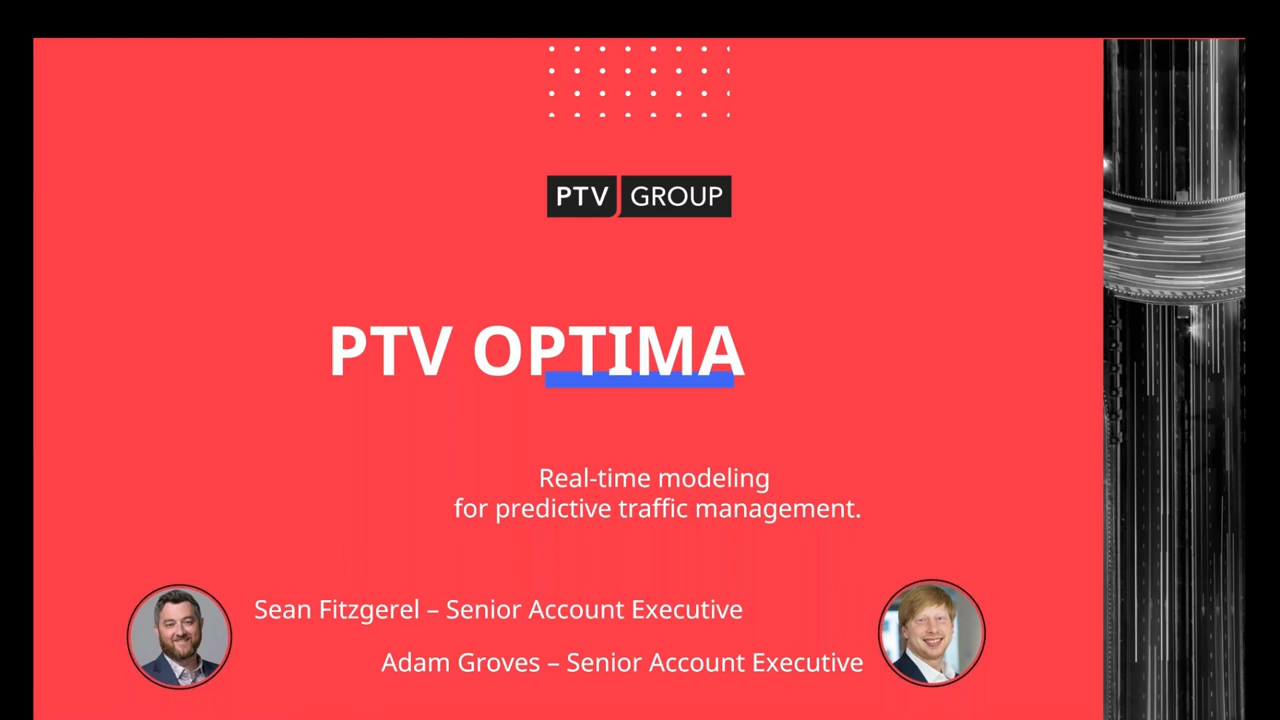 PTV GROUP
PTV OPTIMA
Real-time modeling
for predictive traffic management.
Sean Fitzgerel – Senior Account Executive
Adam Groves – Senior Account Executive